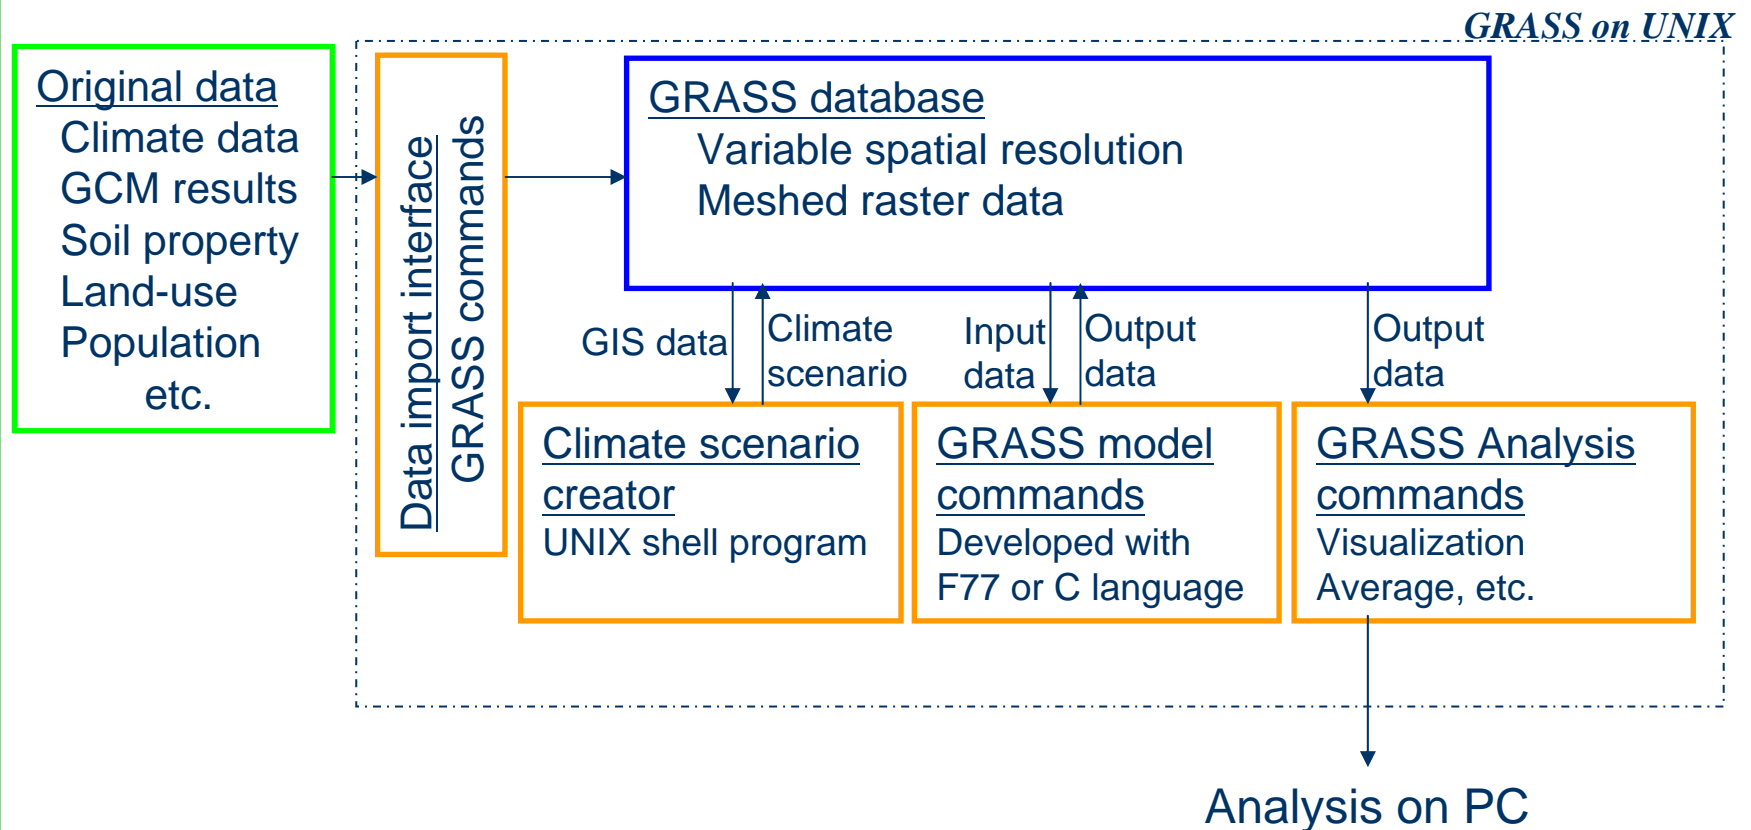 GRASS on UNIX
Original data
Climate data
GCM results
Soil property
Land-use
Population
etc.
Data import interface
GRASS commands
GRASS database
Variable spatial resolution
Meshed raster data
GIS data
Climate
scenario
Input
data
Output
data
Output
data
Climate scenario
creator
UNIX shell program
GRASS model
commands
Developed with
F77 or C language
GRASS Analysis
commands
Visualization
Average, etc.
Analysis on PC